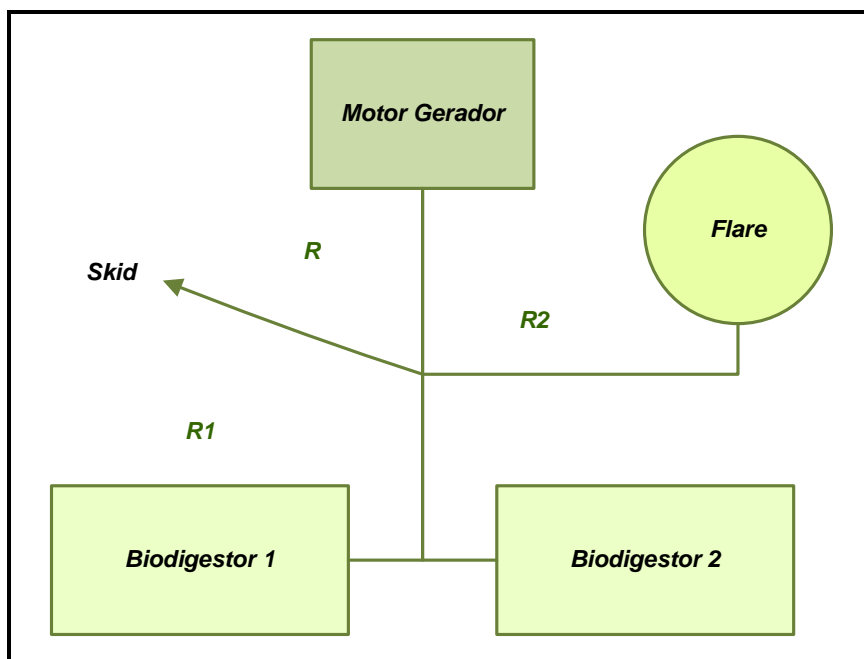 Motor Gerador
Flare
R
Skid
R2
R1
Biodigestor 1
Biodigestor 2